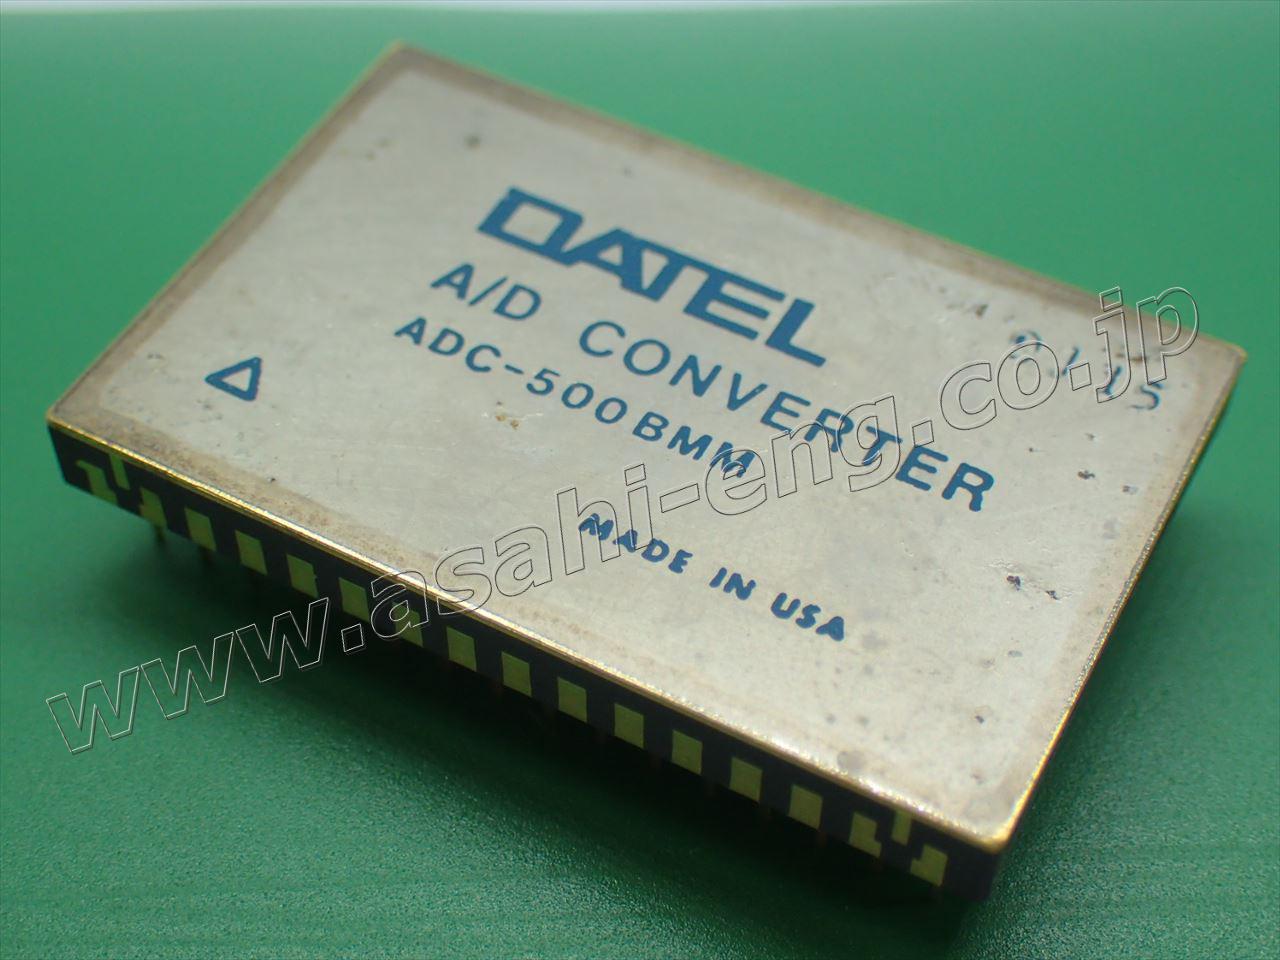 DATEL
A/D CONVERTER
ADC-500BMM
MADE IN USA
www.asahi-eng.co.jp